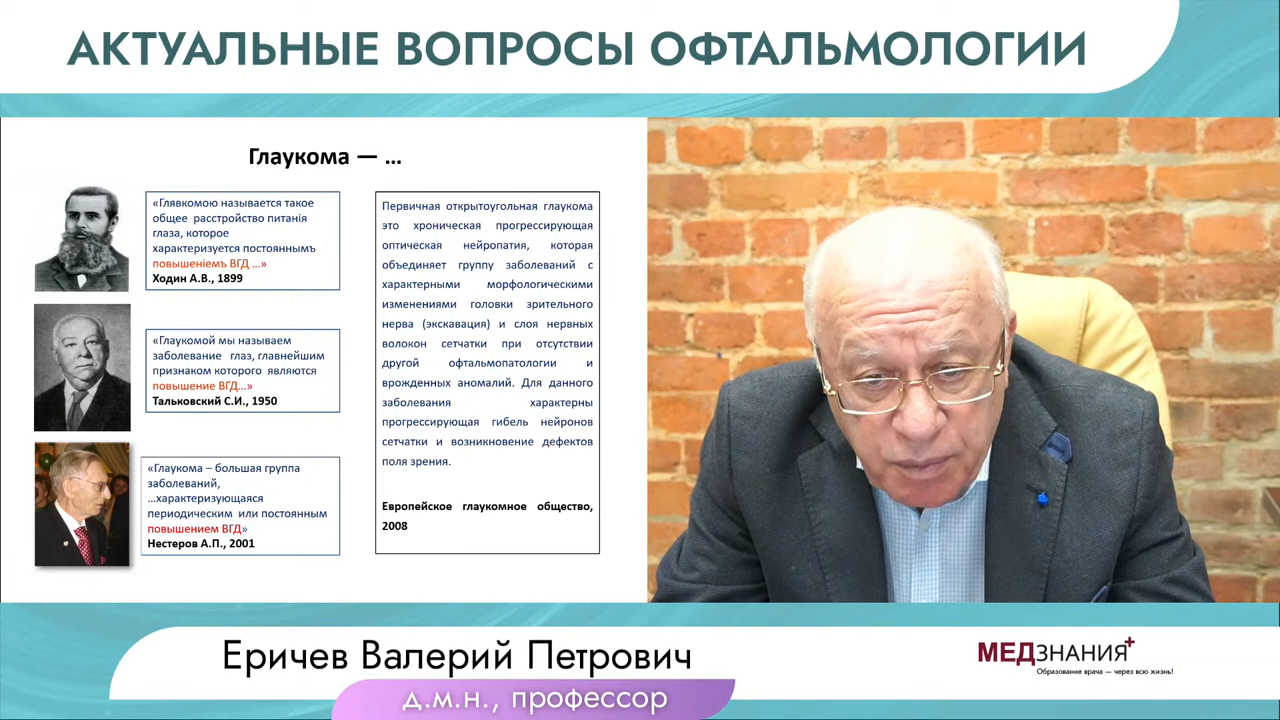 АКТУАЛЬНЫЕ ВОПРОСЫ ОФТАЛЬМОЛОГИИ
Глаукома — ...
«Глявкомою называется такое
общее расстройство питанія
глаза, которое
характеризуется постояннымъ
повышеніемъ ВГД ...»
Ходин А.В., 1899
«Глаукомой мы называем
заболевание глаз, главнейшим
признаком которого являются
повышение ВГД...»
Тальковский С.И., 1950
«Глаукома – большая группа
заболеваний,
...характеризующаяся
периодическим или постоянным
повышением ВГД»
Нестеров А.П., 2001
Первичная открытоугольная глаукома
это хроническая прогрессирующая
оптическая нейропатия, которая
объединяет группу заболеваний с
характерными морфологическими
изменениями головки зрительного
нерва (экскавация) и слоя нервных
волокон сетчатки при отсутствии
другой офтальмопатологии и
врожденных аномалий. Для данного
заболевания характерны
прогрессирующая гибель нейронов
сетчатки и возникновение дефектов
поля зрения.
Европейское глаукомное общество,
2008
Еричев Валерий Петрович
д.м.н., профессор
МЕДЗНАНИЯ+
Образование врача — через всю жизнь!